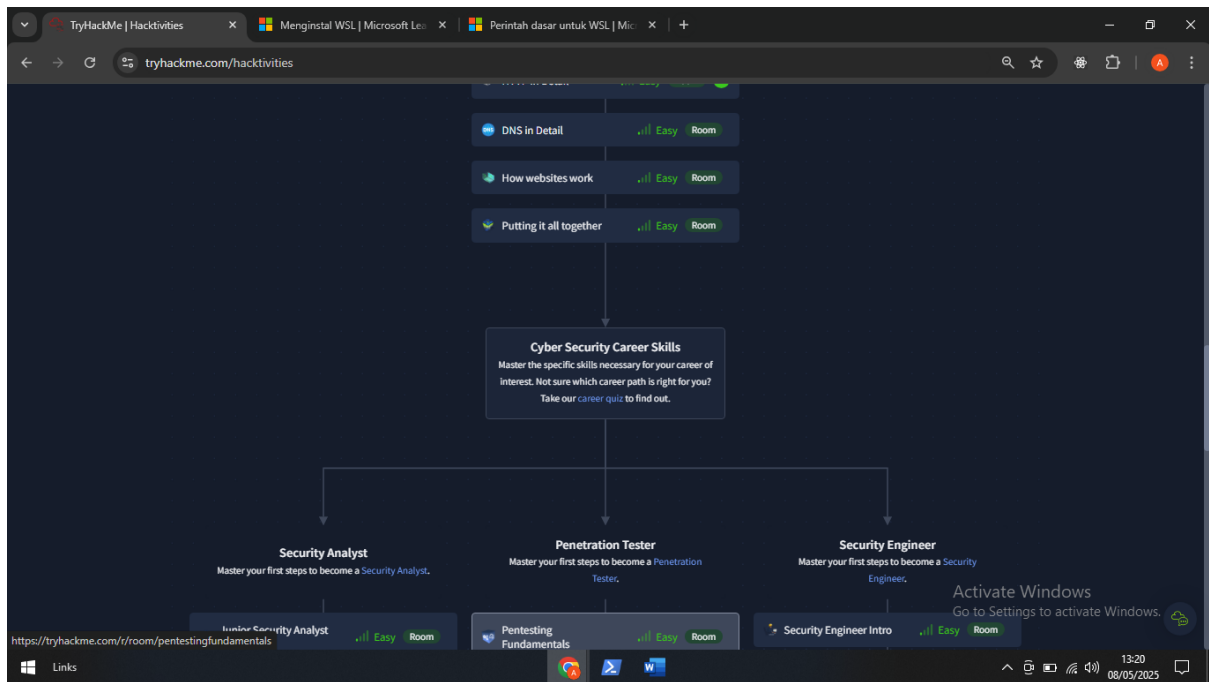 TryHackMe | Hacktivities
Menginstal WSL | Microsoft Lea
Perintah dasar untuk WSL | Mic
tryhackme.com/hacktivities
A
DNS in Detail Easy Room
How websites work Easy Room
Putting it all together Easy Room
Cyber Security Career Skills
Master the specific skills necessary for your career of
interest. Not sure which career path is right for you?
Take our career quiz to find out.
Security Analyst
Master your first steps to become a Security Analyst.
Penetration Tester
Master your first steps to become a Penetration
Tester.
Security Engineer
Master your first steps to become a Security
Engineer.
Junior Security Analyst Easy Room
Pentesting
Fundamentals Easy Room
Security Engineer Intro Easy Room
Activate Windows
Go to Settings to activate Windows.
https://tryhackme.com/r/room/pentestingfundamentals
Links
13:20
08/05/2025